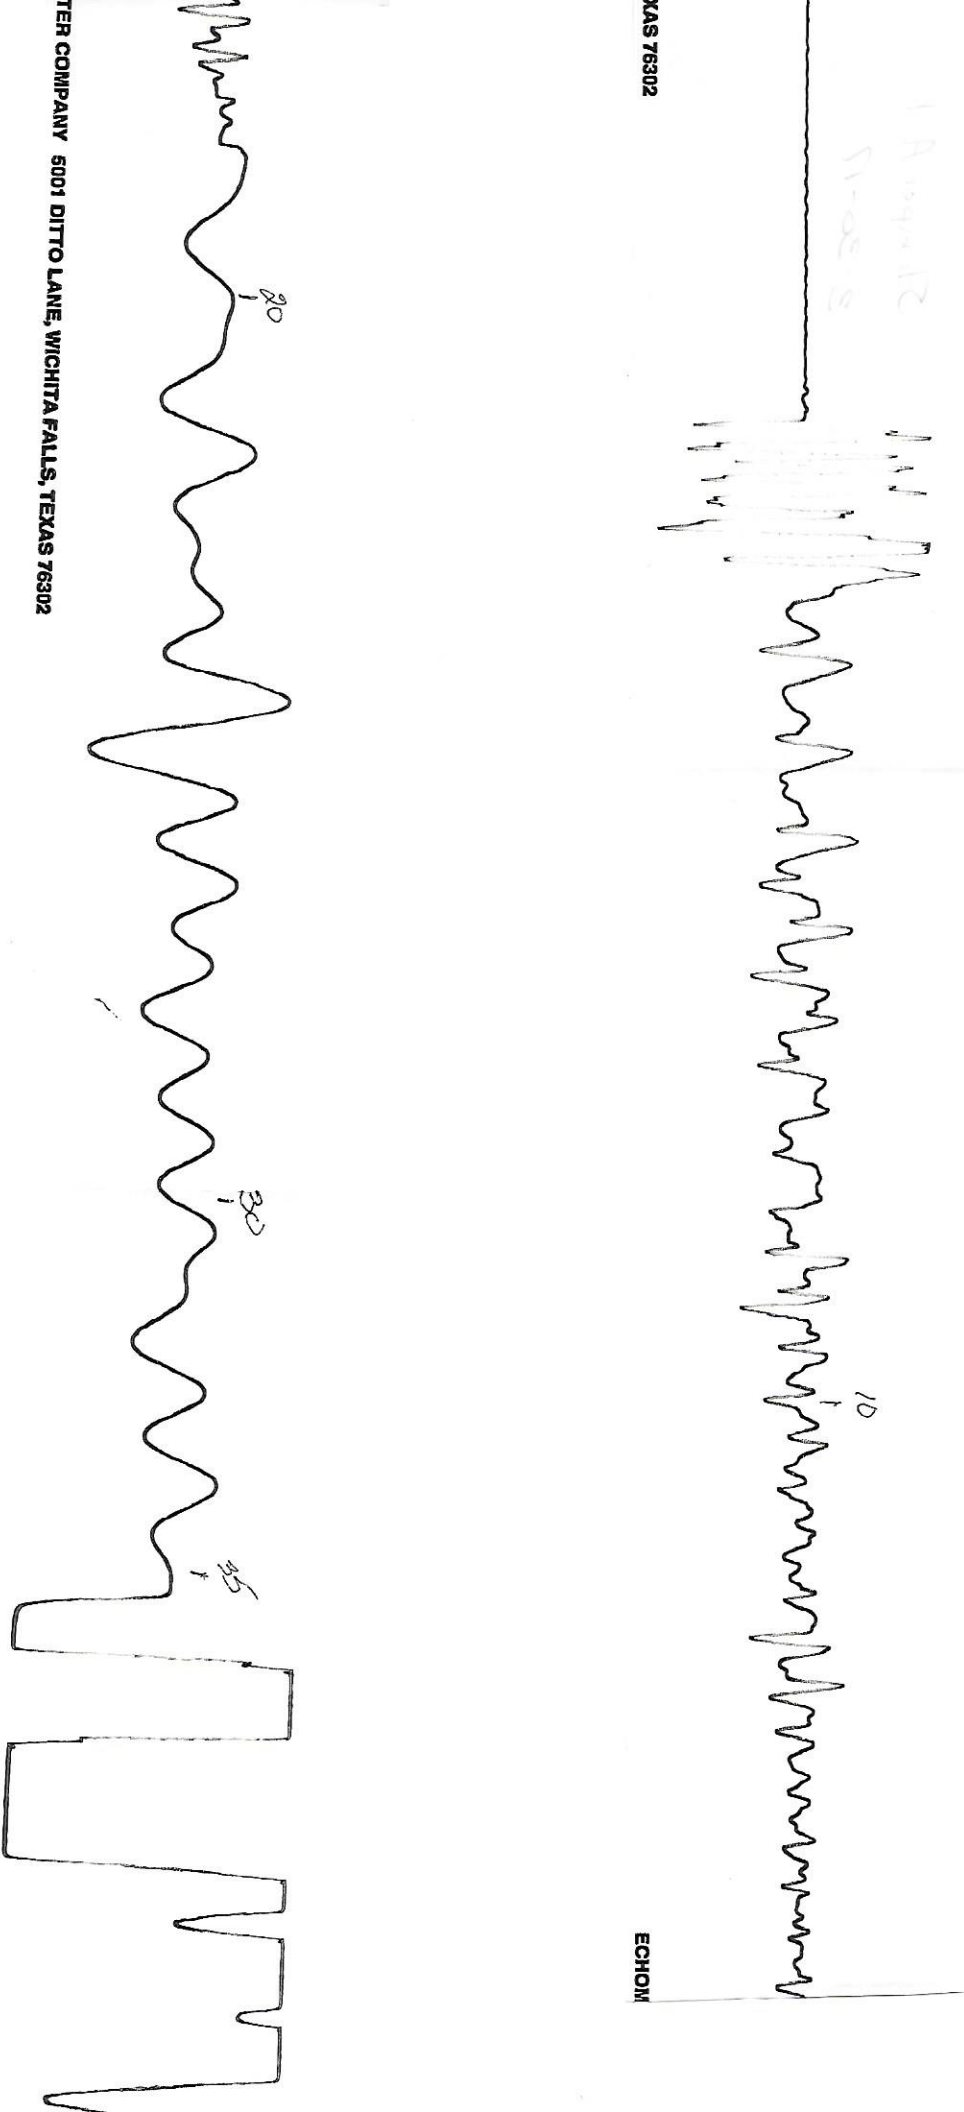 XAS 76302
10
ECHOM
TER COMPANY 5001 DITTO LANE, WICHITA FALLS, TEXAS 76302
20
30
35